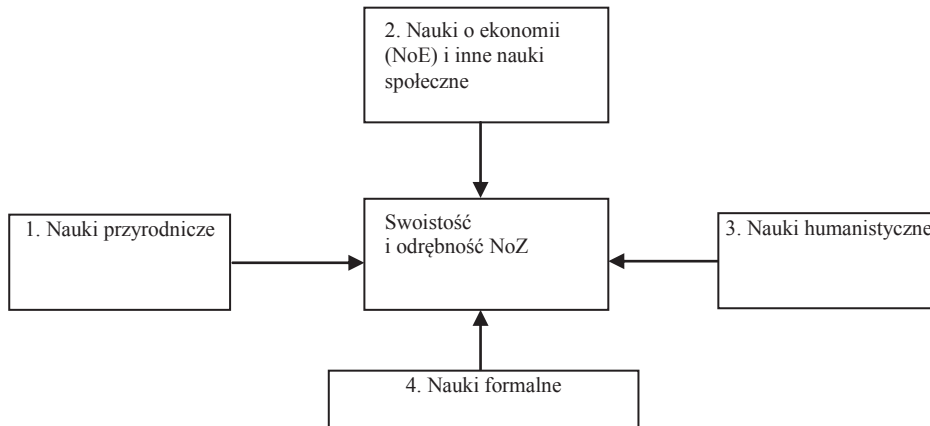 2. Nauki o ekonomii
(NoE) i inne nauki
społeczne
1. Nauki przyrodnicze
Swoistość
i odrębność NoZ
3. Nauki humanistyczne
4. Nauki formalne